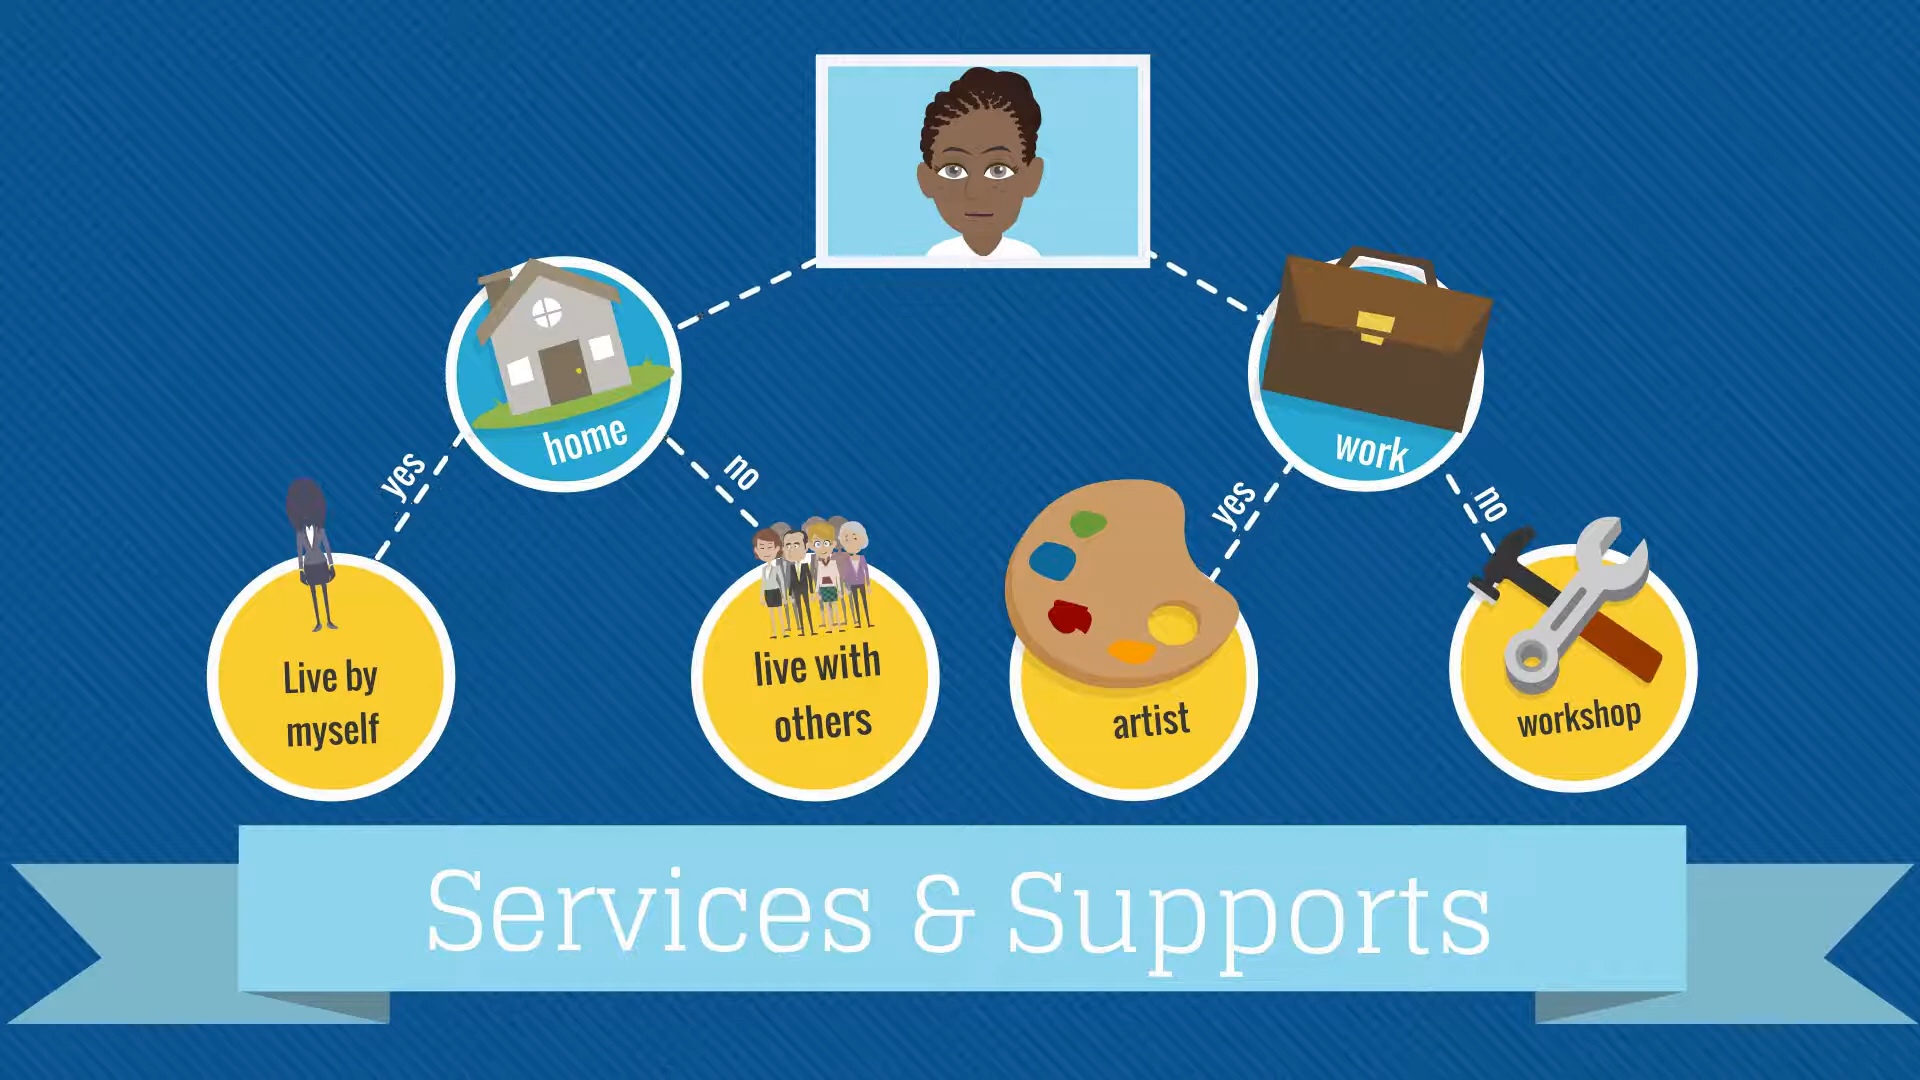 home
work
yes
no
yes
no
Live by
myself
live with
others
artist
workshop
Services & Supports